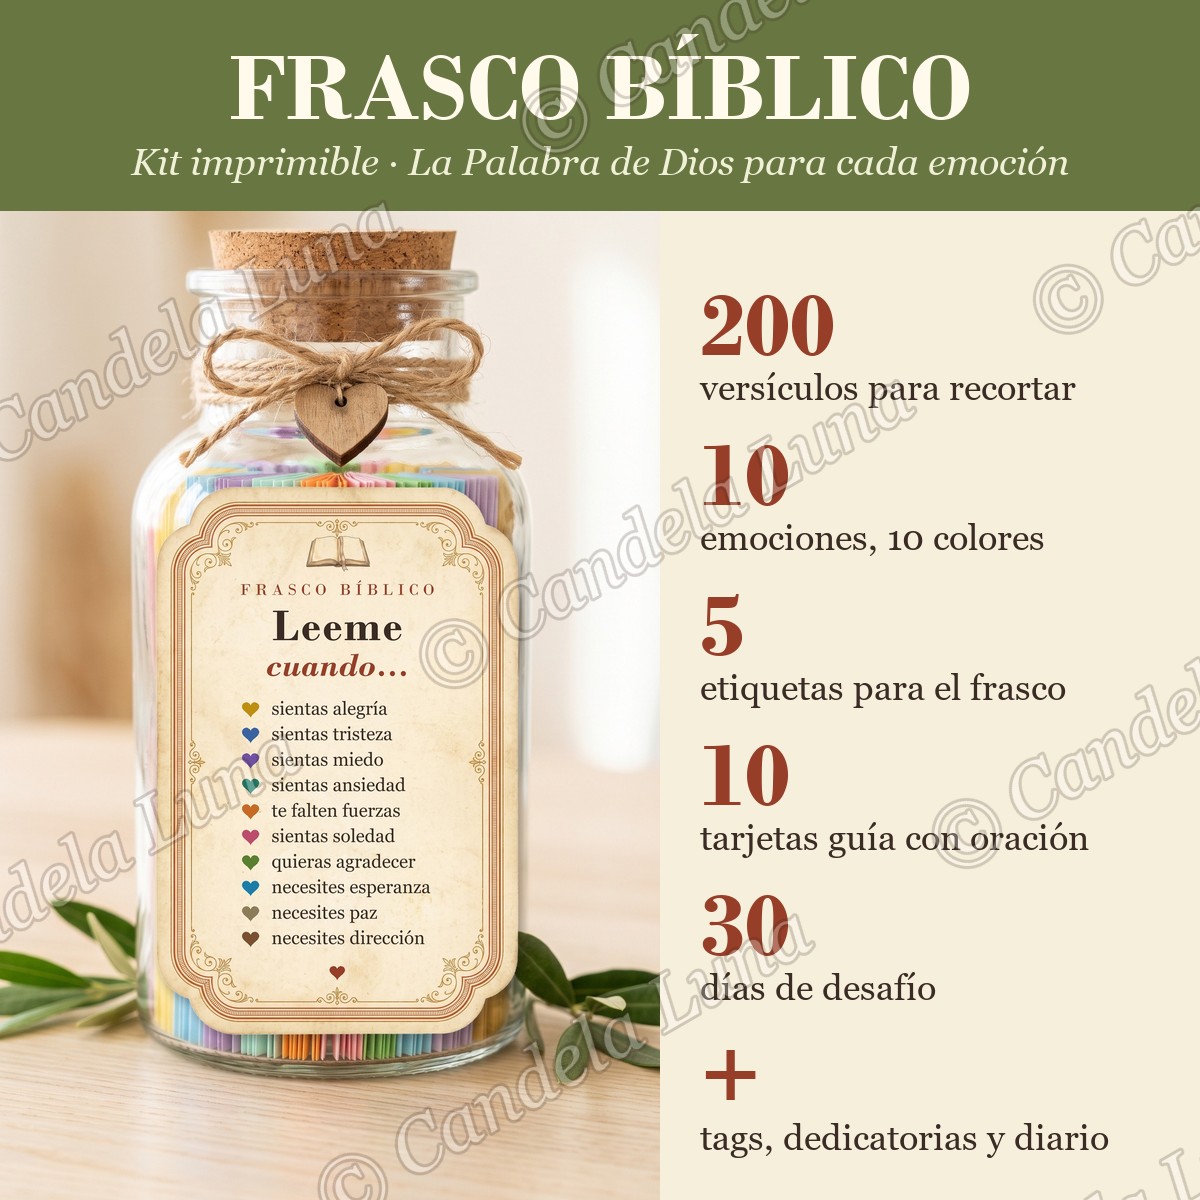 FRASCO BÍBLICO
Kit imprimible · La Palabra de Dios para cada emoción
FRASCO BÍBLICO
Leeme
cuando...
sientas alegría
sientas tristeza
sientas miedo
sientas ansiedad
te falten fuerzas
sientas soledad
quieras agradecer
necesites esperanza
necesites paz
necesites dirección
200
versículos para recortar
10
emociones, 10 colores
5
etiquetas para el frasco
10
tarjetas guía con oración
30
días de desafío
+
tags, dedicatorias y diario
© Candela Luna